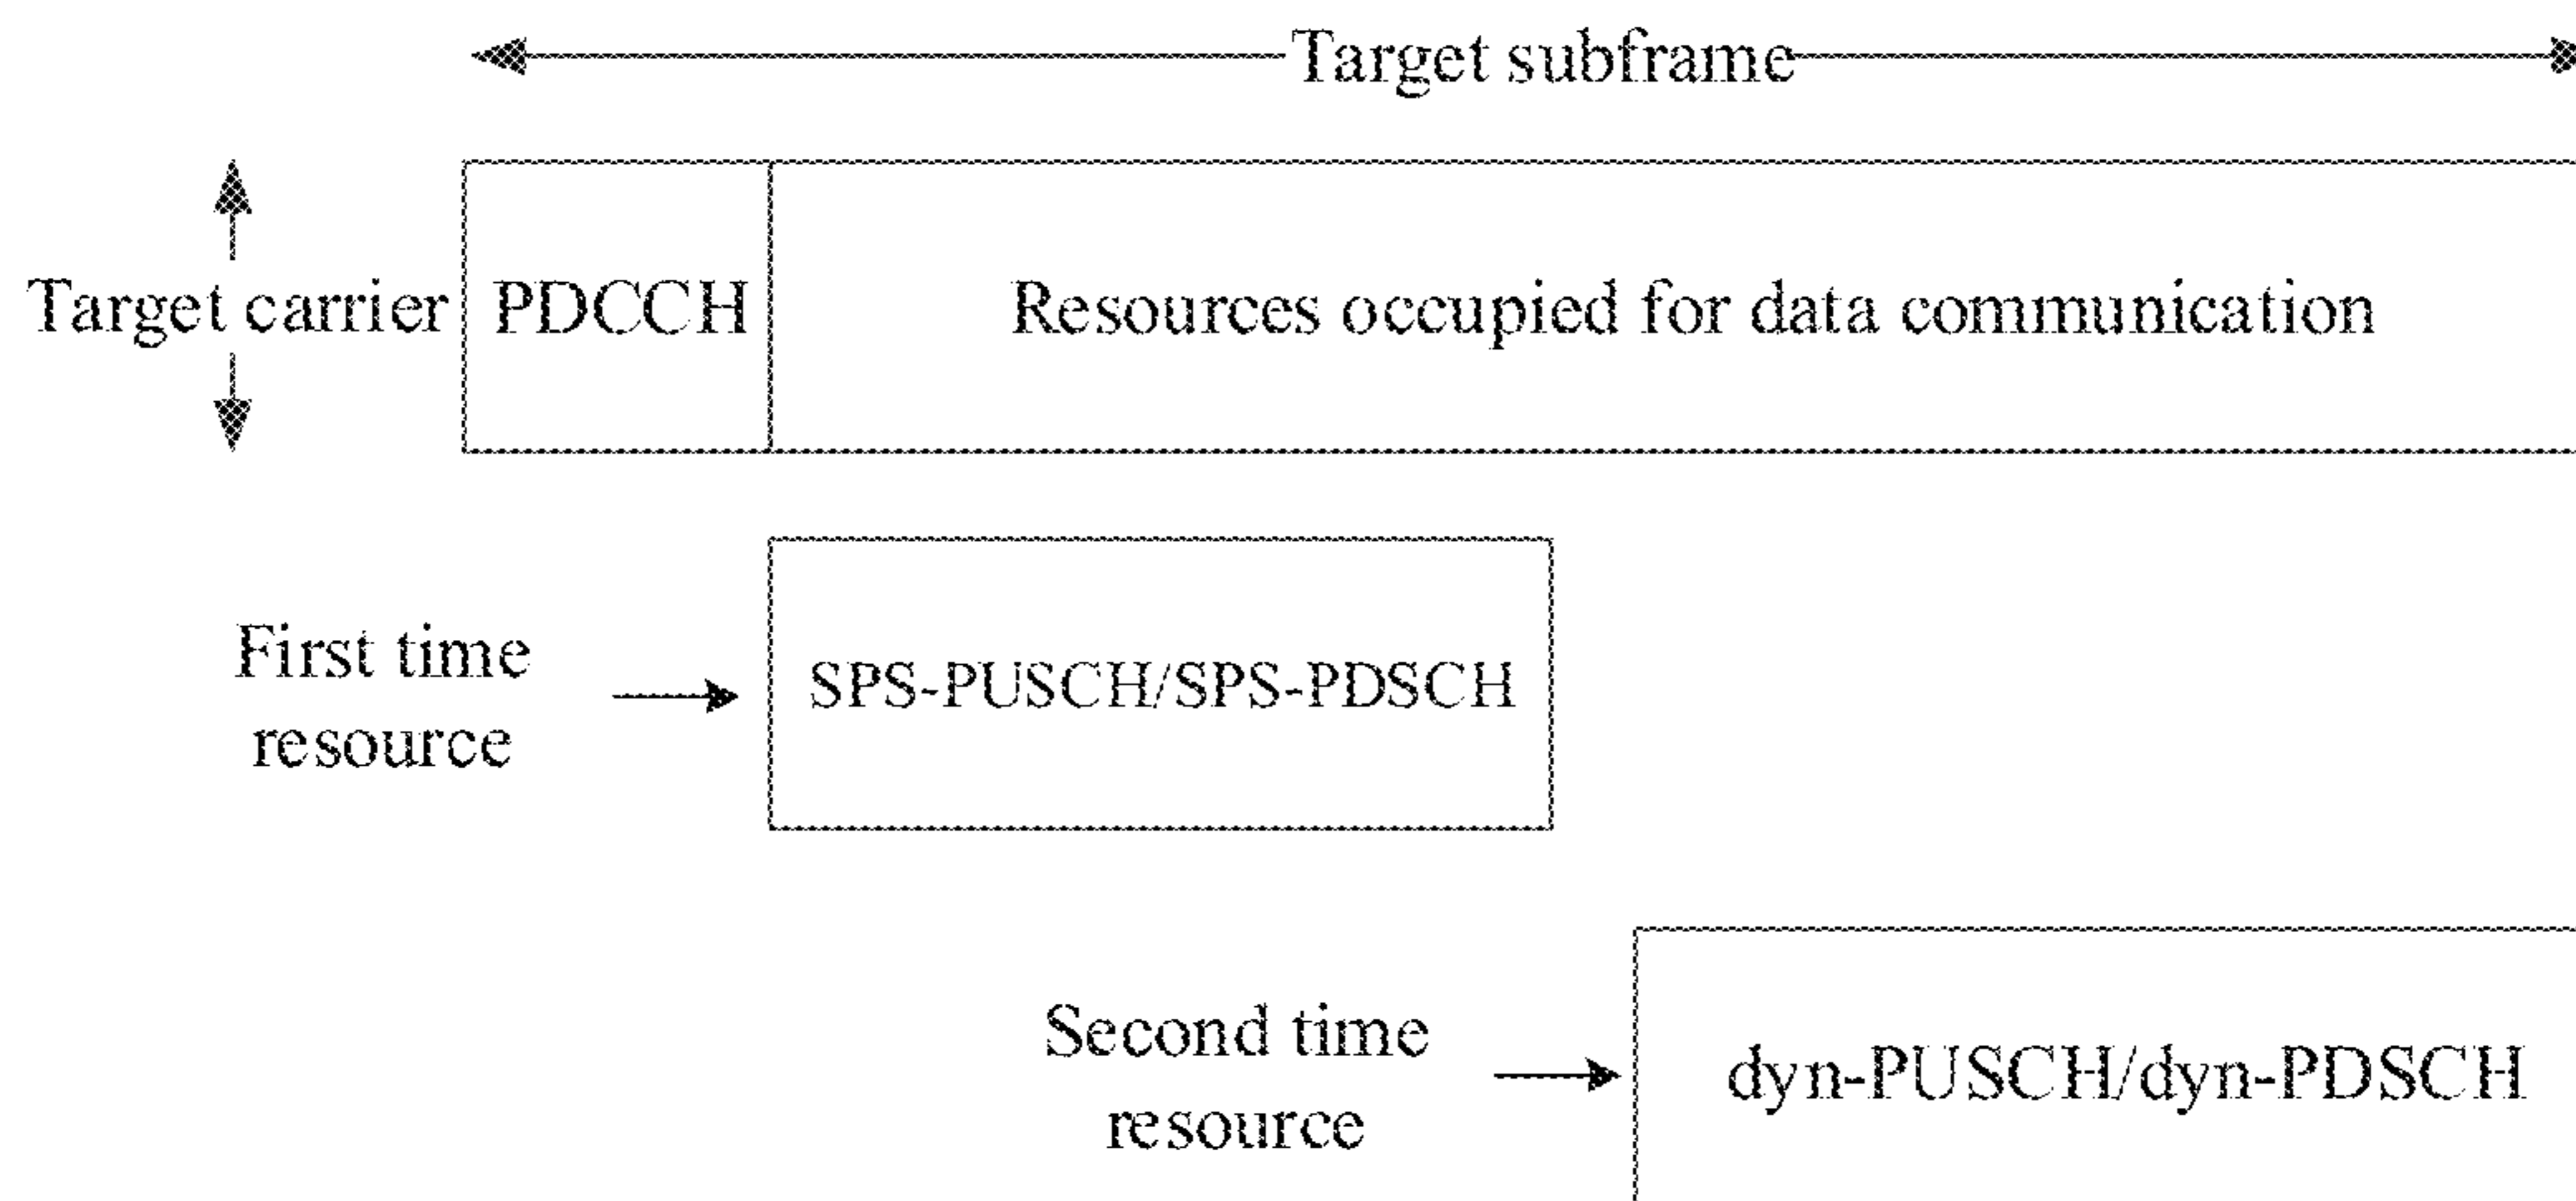 Target subframe
Target carrier
PDCCH
Resources occupied for data communication
First time
resource
SPS-PUSCH/SPS-PDSCH
Second time
resource
dyn-PUSCH/dyn-PDSCH